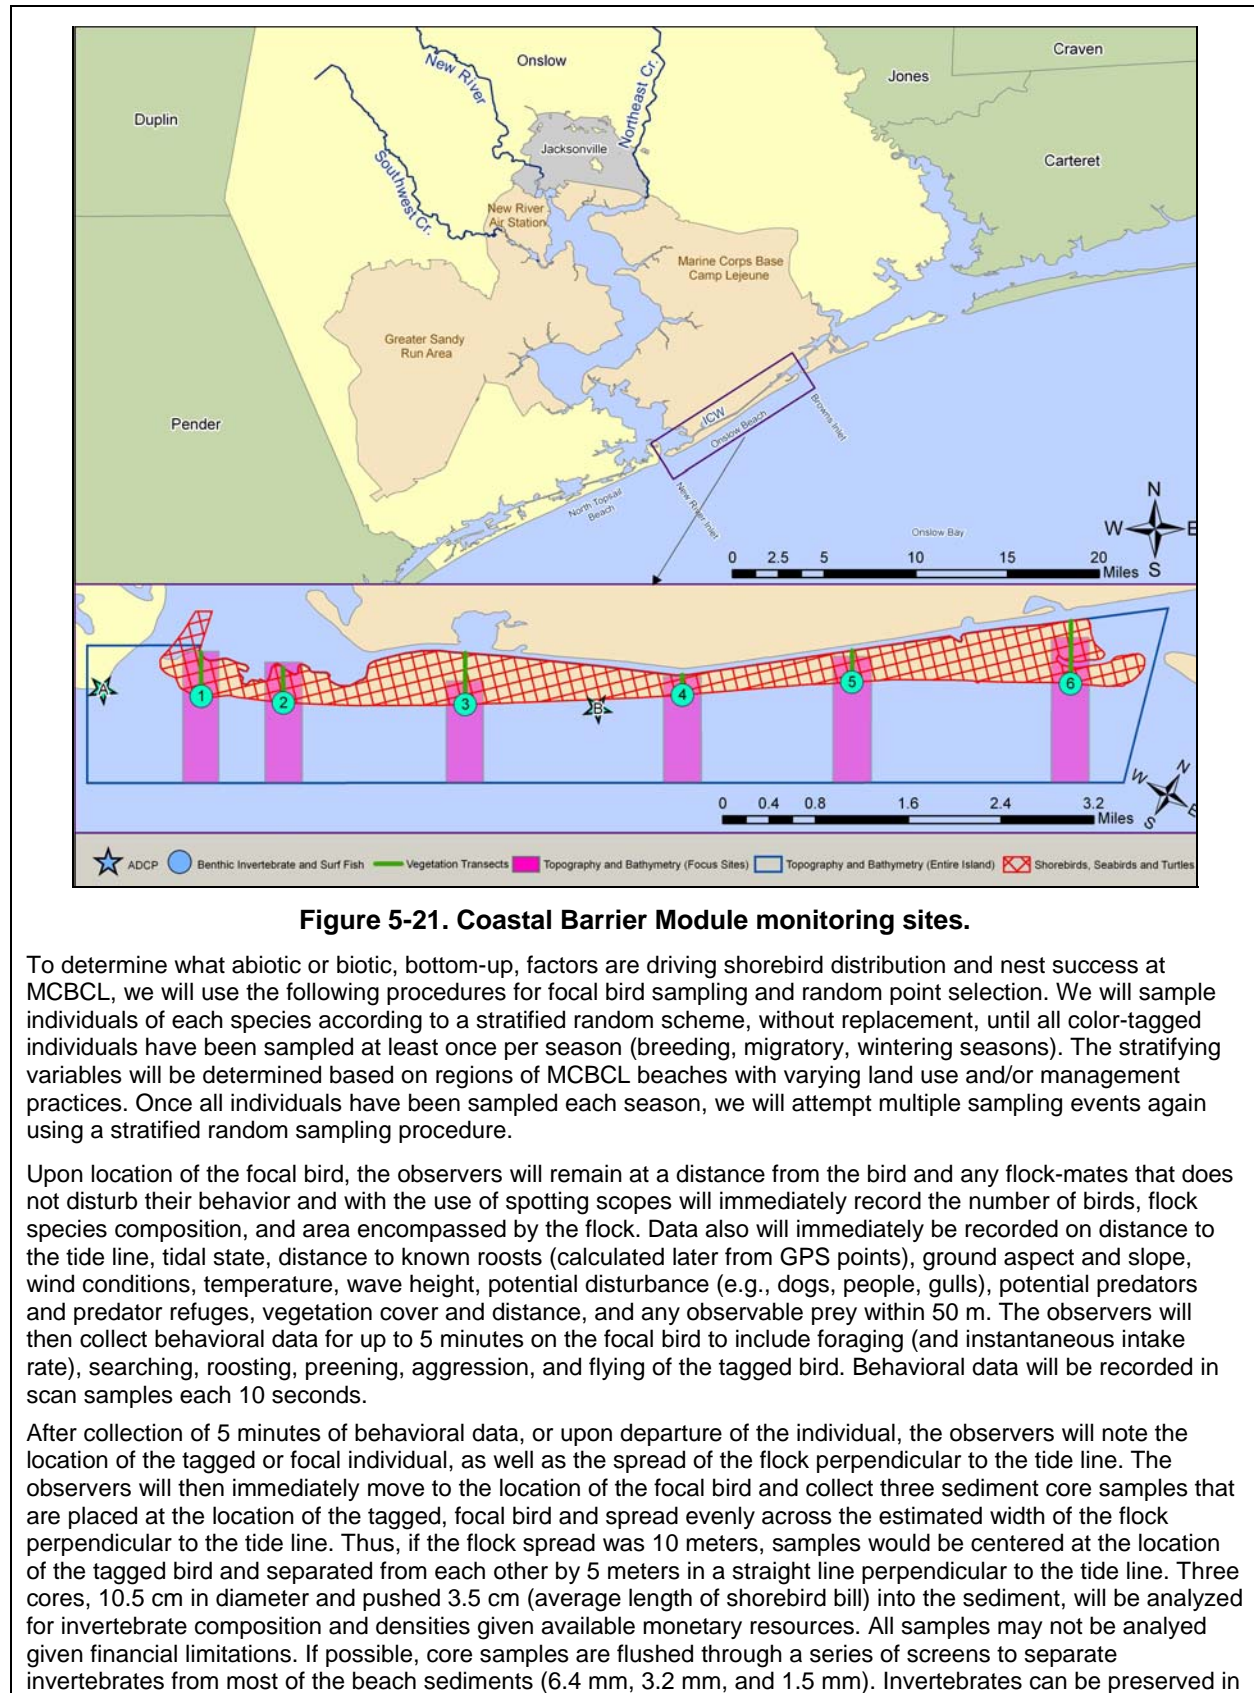 Craven
Onslow
Jones
New River
Northeast Cr.
Duplin
Jacksonville
Carteret
Southwest Cr.
New River
Air Station
Marine Corps Base
Camp Lejeune
Greater Sandy
Run Area
Pender
ICW
Onslow Beach
Browns Inlet
New River Inlet
North Topsail
Beach
Onslow Bay
N
W E
S
0 2.5 5 10 15 20
Miles
A
1
2
3
B
4
5
6
N
W E
S
0 0.4 0.8 1.6 2.4 3.2
Miles
ADCP Benthic Invertebrate and Surf Fish Vegetation Transects Topography and Bathymetry (Focus Sites) Topography and Bathymetry (Entire Island) Shorebirds, Seabirds and Turtles
Figure 5-21. Coastal Barrier Module monitoring sites.
To determine what abiotic or biotic, bottom-up, factors are driving shorebird distribution and nest success at
MCBCL, we will use the following procedures for focal bird sampling and random point selection. We will sample
individuals of each species according to a stratified random scheme, without replacement, until all color-tagged
individuals have been sampled at least once per season (breeding, migratory, wintering seasons). The stratifying
variables will be determined based on regions of MCBCL beaches with varying land use and/or management
practices. Once all individuals have been sampled each season, we will attempt multiple sampling events again
using a stratified random sampling procedure.
Upon location of the focal bird, the observers will remain at a distance from the bird and any flock-mates that does
not disturb their behavior and with the use of spotting scopes will immediately record the number of birds, flock
species composition, and area encompassed by the flock. Data also will immediately be recorded on distance to
the tide line, tidal state, distance to known roosts (calculated later from GPS points), ground aspect and slope,
wind conditions, temperature, wave height, potential disturbance (e.g., dogs, people, gulls), potential predators
and predator refuges, vegetation cover and distance, and any observable prey within 50 m. The observers will
then collect behavioral data for up to 5 minutes on the focal bird to include foraging (and instantaneous intake
rate), searching, roosting, preening, aggression, and flying of the tagged bird. Behavioral data will be recorded in
scan samples each 10 seconds.
After collection of 5 minutes of behavioral data, or upon departure of the individual, the observers will note the
location of the tagged or focal individual, as well as the spread of the flock perpendicular to the tide line. The
observers will then immediately move to the location of the focal bird and collect three sediment core samples that
are placed at the location of the tagged, focal bird and spread evenly across the estimated width of the flock
perpendicular to the tide line. Thus, if the flock spread was 10 meters, samples would be centered at the location
of the tagged bird and separated from each other by 5 meters in a straight line perpendicular to the tide line. Three
cores, 10.5 cm in diameter and pushed 3.5 cm (average length of shorebird bill) into the sediment, will be analyzed
for invertebrate composition and densities given available monetary resources. All samples may not be analyed
given financial limitations. If possible, core samples are flushed through a series of screens to separate
invertebrates from most of the beach sediments (6.4 mm, 3.2 mm, and 1.5 mm). Invertebrates can be preserved in